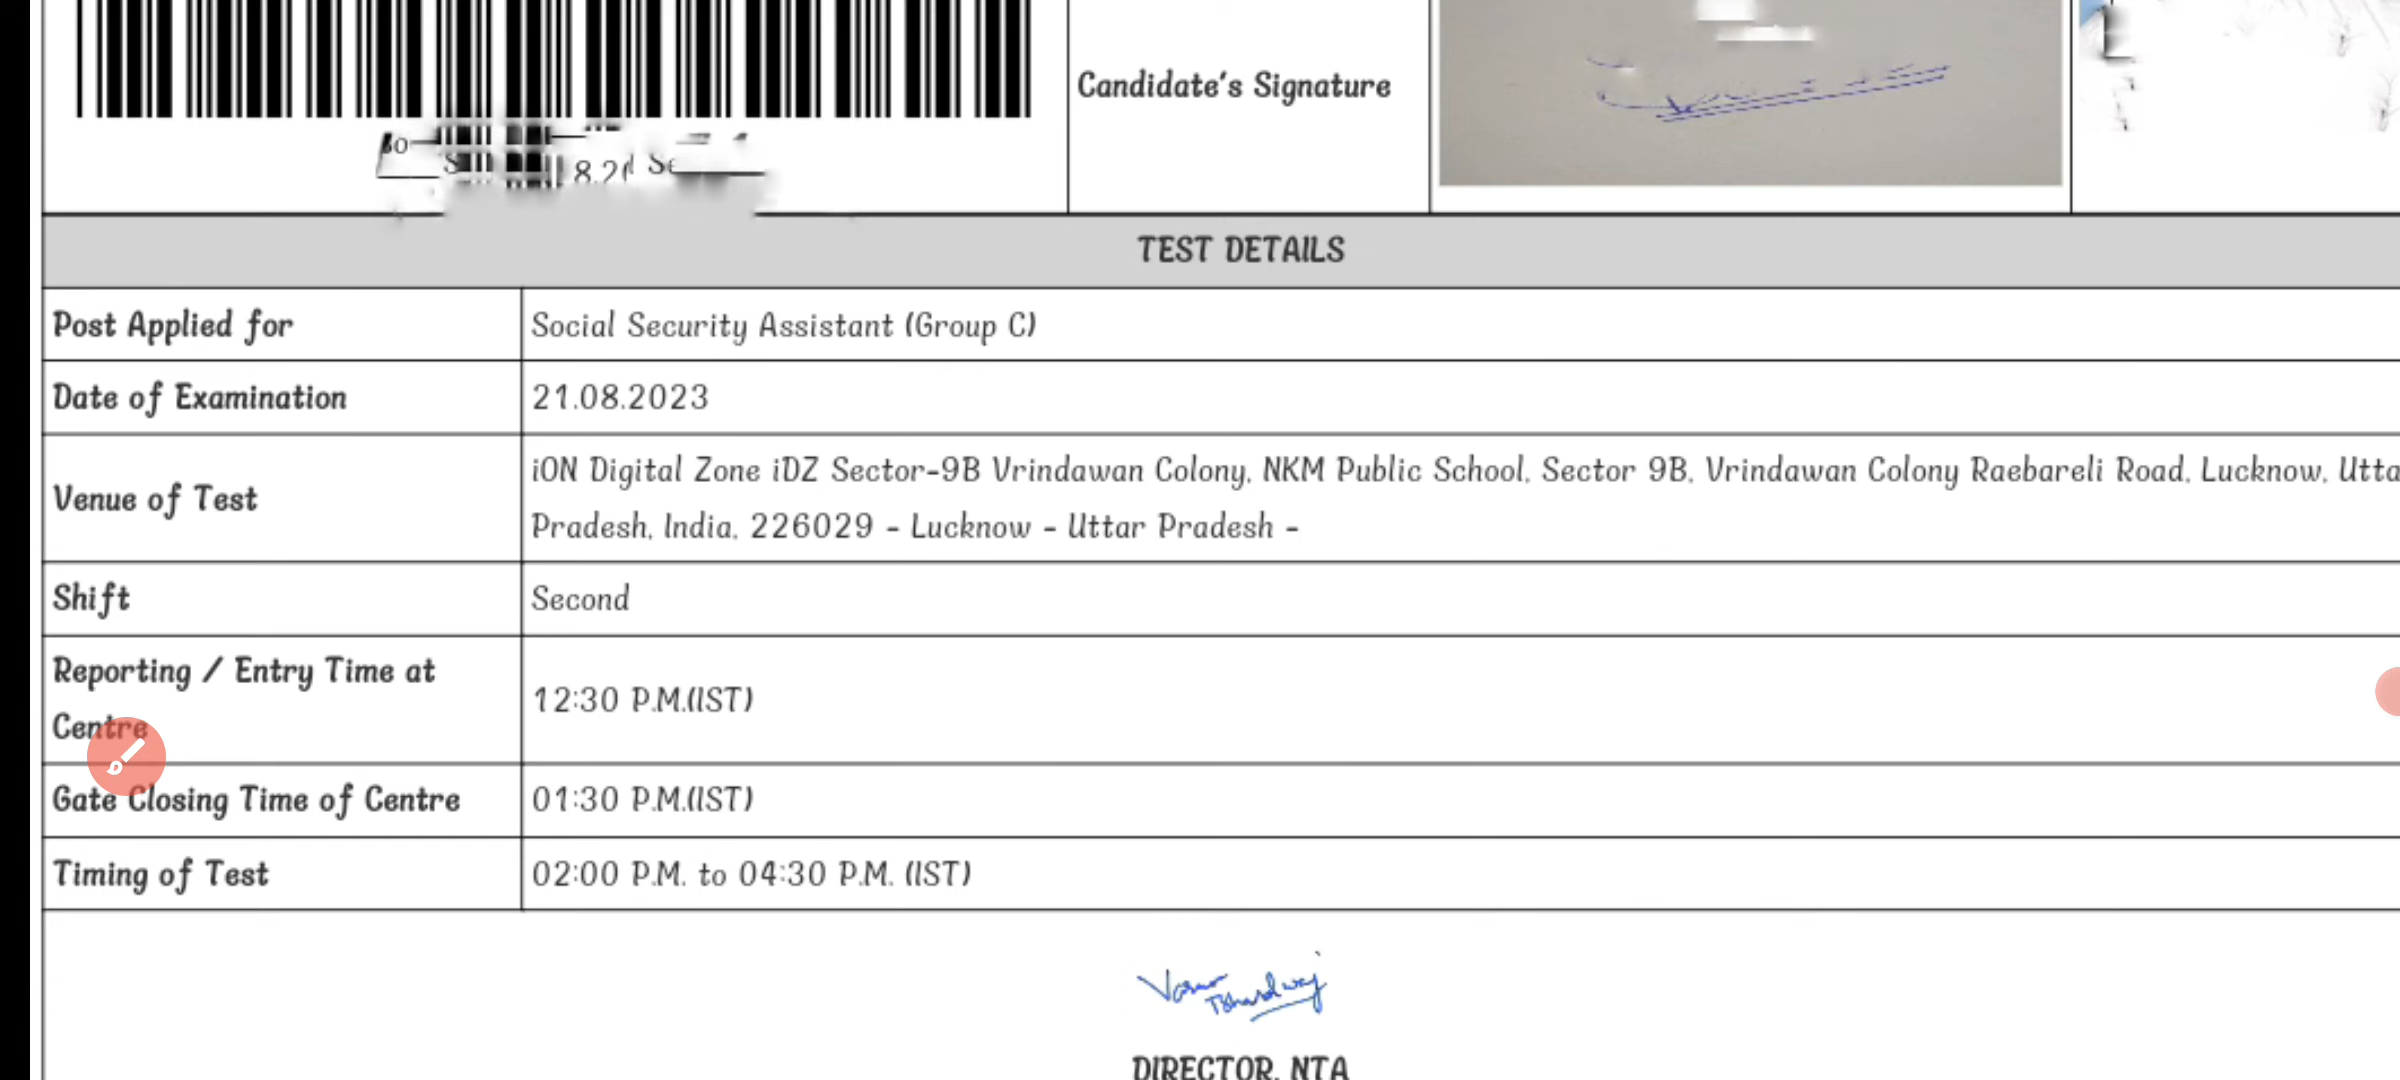 Candidate's Signature
TEST DETAILS
Post Applied for
Social Security Assistant (Group C)
Date of Examination
21.08.2023
Venue of Test
iON Digital Zone iDZ Sector-9B Vrindawan Colony, NKM Public School, Sector 9B, Vrindawan Colony Raebareli Road, Lucknow, Utta
Pradesh, India, 226029 - Lucknow - Uttar Pradesh -
Shift
Second
Reporting / Entry Time at
Centre
12:30 P.M.(IST)
Gate Closing Time of Centre
01:30 P.M.(IST)
Timing of Test
02:00 P.M. to 04:30 P.M. (IST)
DIRECTOR, NTA